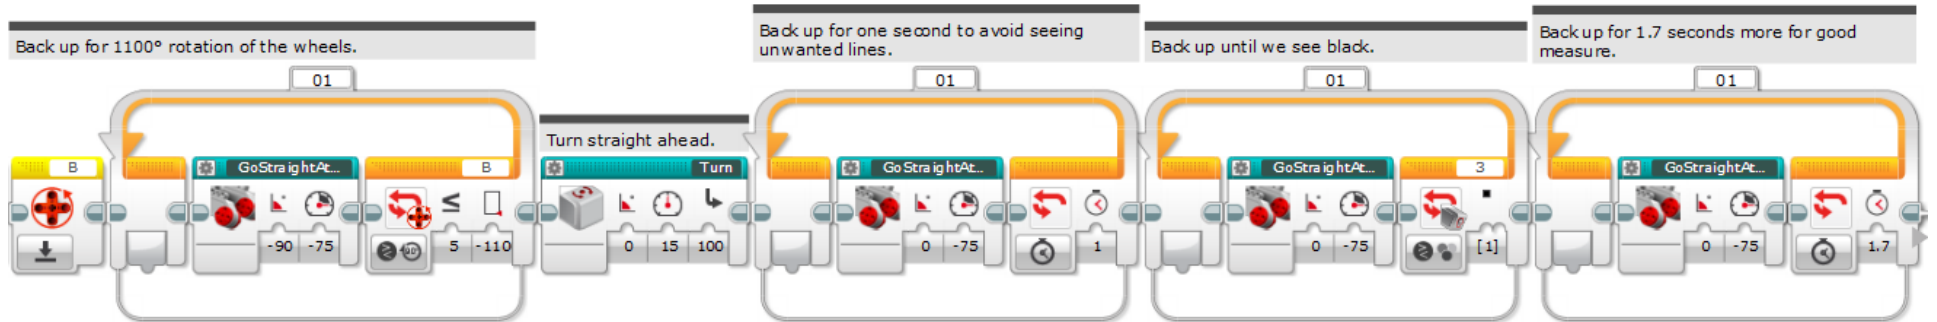 Back up for 1100° rotation of the wheels.
01
B
GoStraightAt...
B
-90 -75
5 -110
Turn straight ahead.
Turn
0 15 100
Back up for one second to avoid seeing
unwanted lines.
01
GoStraightAt...
0 -75
1
Back up until we see black.
01
GoStraightAt...
3
0 -75
[1]
Back up for 1.7 seconds more for good
measure.
01
GoStraightAt...
0 -75
1.7